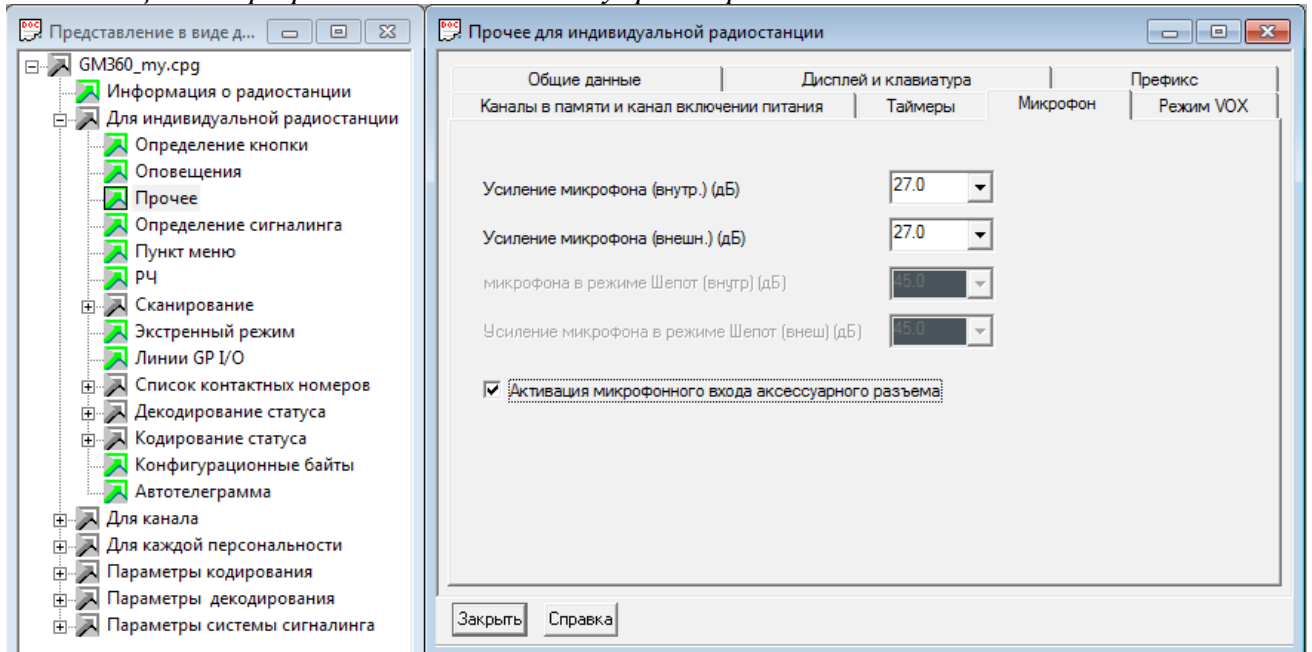 Представление в виде д...
GM360_my.cpg
Информация о радиостанции
Для индивидуальной радиостанции
Определение кнопки
Оповещения
Прочее
Определение сигналинга
Пункт меню
РЧ
Сканирование
Экстренный режим
Линии GP I/O
Список контактных номеров
Декодирование статуса
Кодирование статуса
Конфигурационные байты
Автотелеграмма
Для канала
Для каждой персональности
Параметры кодирования
Параметры декодирования
Параметры системы сигналинга
Прочее для индивидуальной радиостанции
Общие данные
Дисплей и клавиатура
Префикс
Каналы в памяти и канал включении питания
Таймеры
Микрофон
Режим VOX
Усиление микрофона (внутр.) (дБ)
27.0
Усиление микрофона (внешн.) (дБ)
27.0
микрофона в режиме Шепот (внутр) (дБ)
45.0
Усиление микрофона в режиме Шепот (внеш) (дБ)
45.0
Активация микрофонного входа аксессуарного разъема
Закрыть
Справка